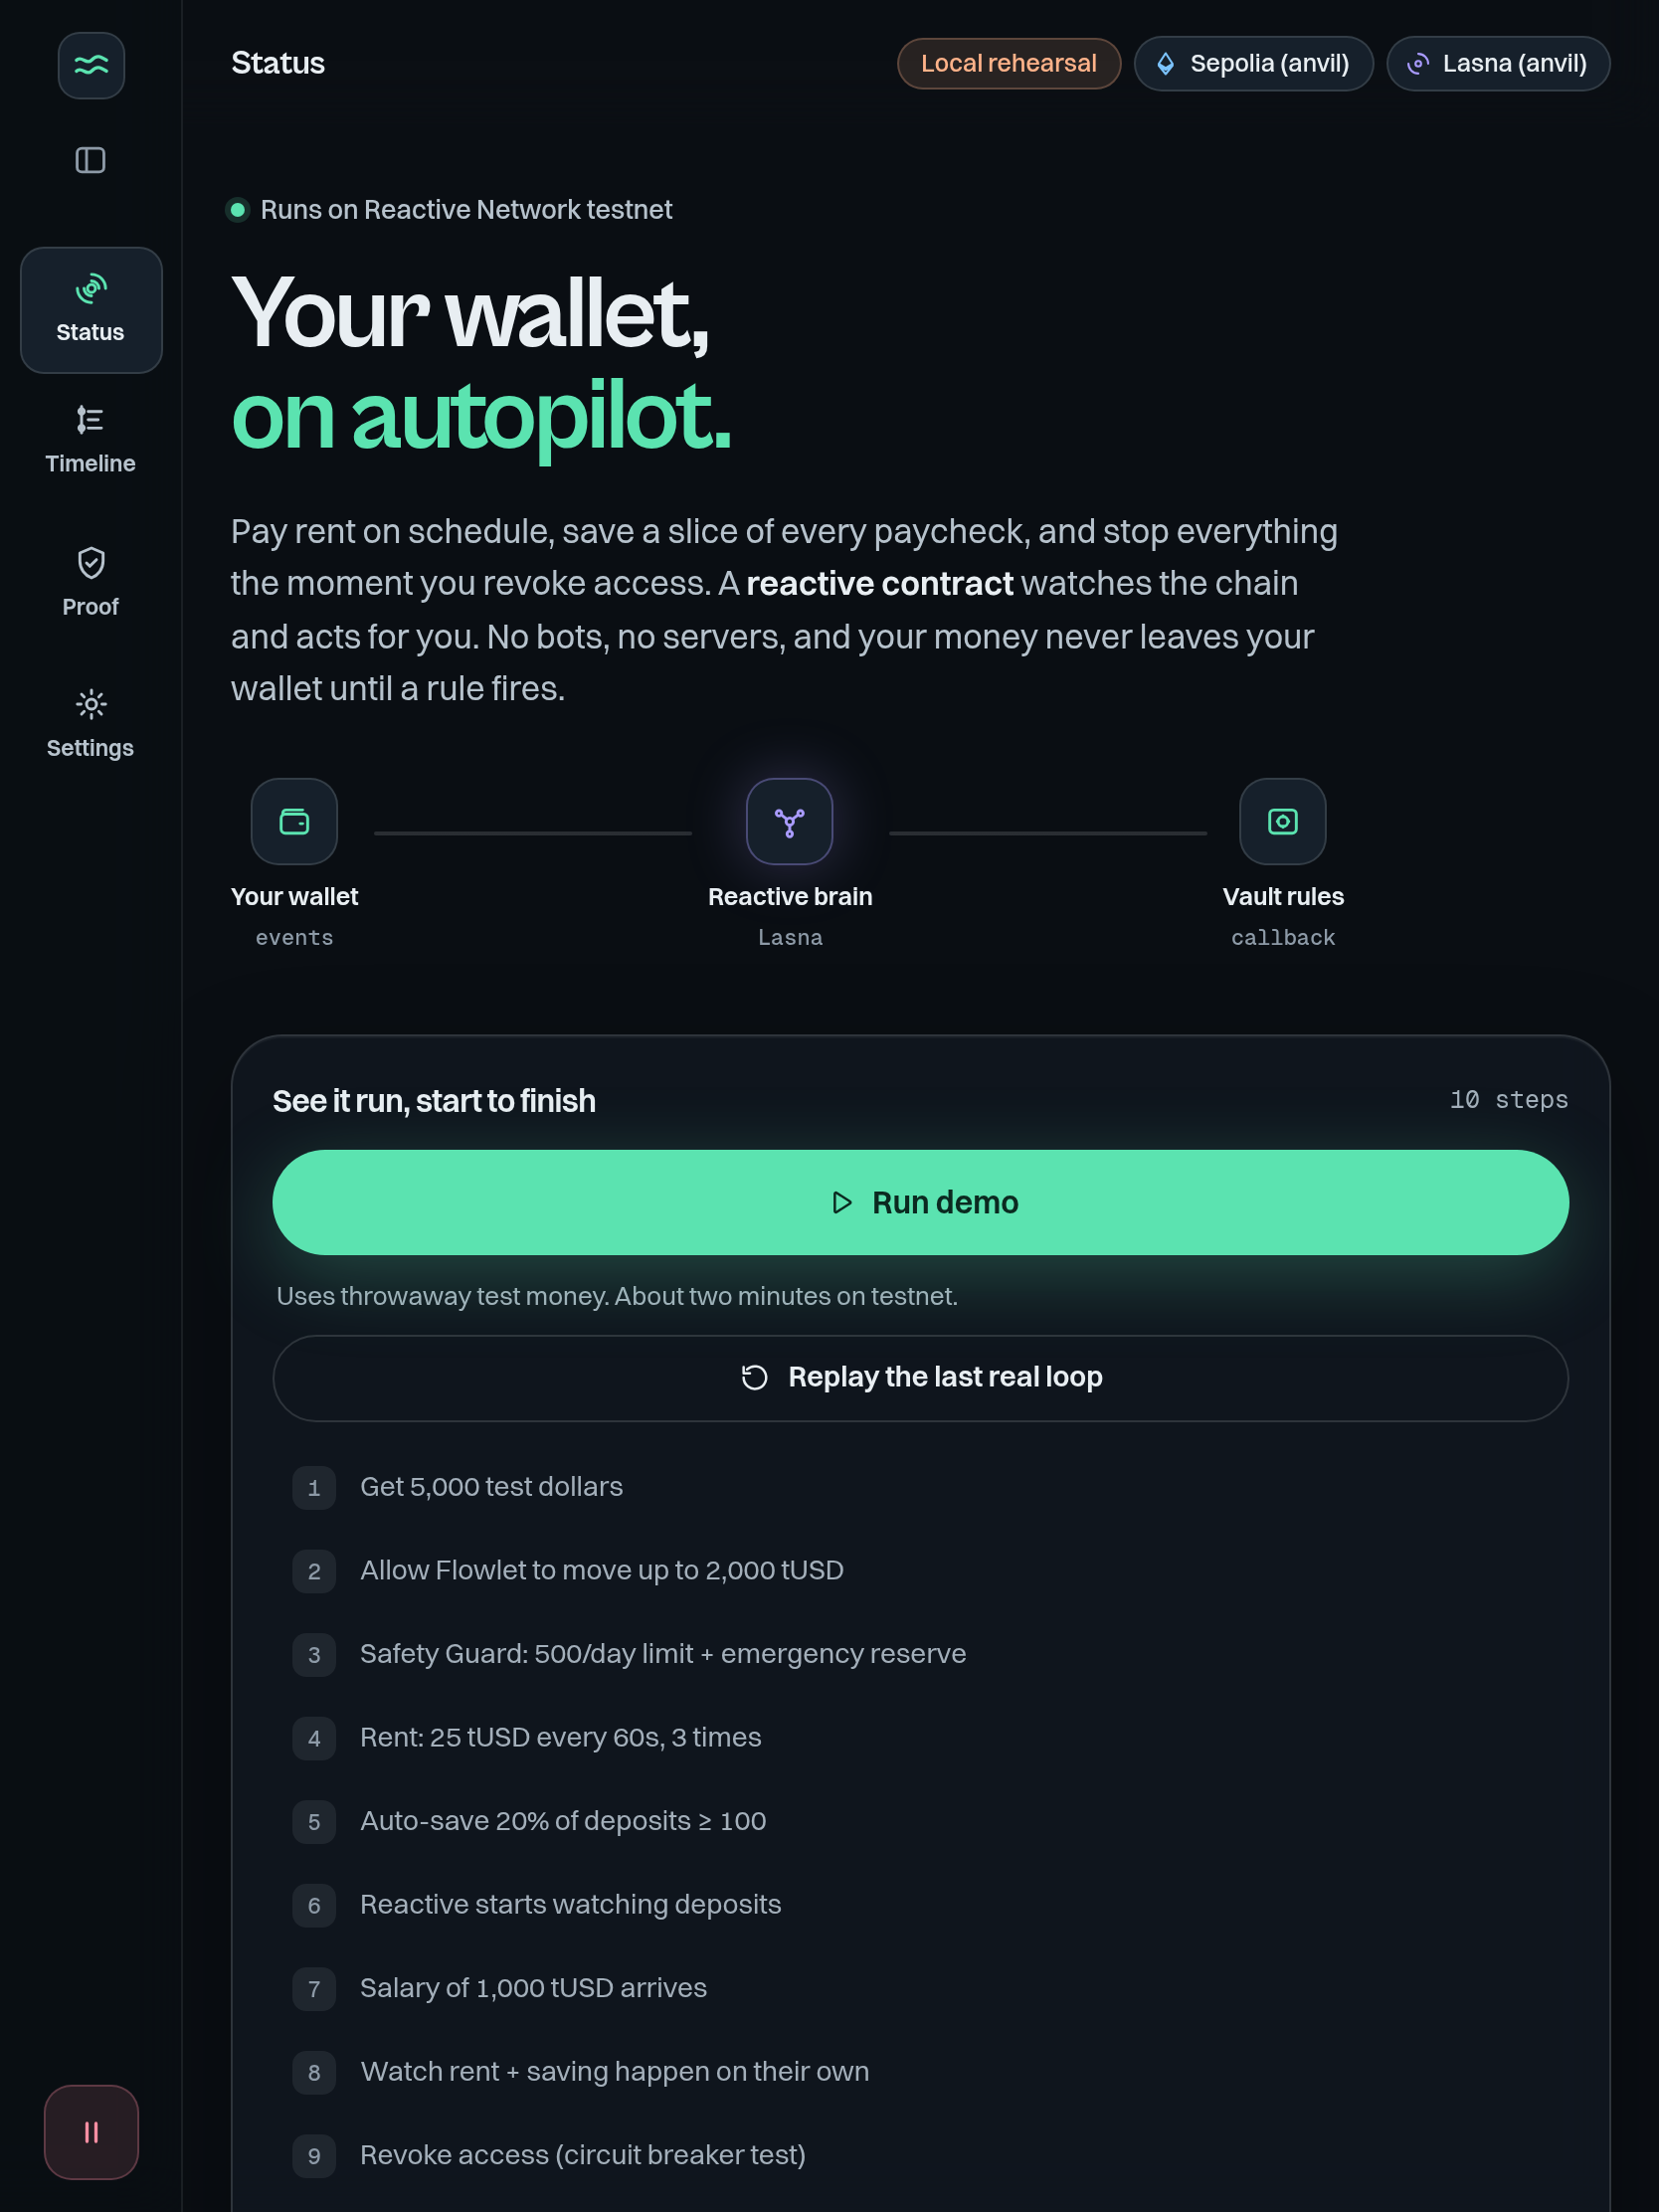 Status
Local rehearsal
Sepolia (anvil)
Lasna (anvil)
Status
Timeline
Proof
Settings
Runs on Reactive Network testnet
Your wallet,
on autopilot.
Pay rent on schedule, save a slice of every paycheck, and stop everything
the moment you revoke access. A reactive contract watches the chain
and acts for you. No bots, no servers, and your money never leaves your
wallet until a rule fires.
Your wallet
events
Reactive brain
Lasna
Vault rules
callback
See it run, start to finish
10 steps
Run demo
Uses throwaway test money. About two minutes on testnet.
Replay the last real loop
1 Get 5,000 test dollars
2 Allow Flowlet to move up to 2,000 tUSD
3 Safety Guard: 500/day limit + emergency reserve
4 Rent: 25 tUSD every 60s, 3 times
5 Auto-save 20% of deposits ≥ 100
6 Reactive starts watching deposits
7 Salary of 1,000 tUSD arrives
8 Watch rent + saving happen on their own
9 Revoke access (circuit breaker test)